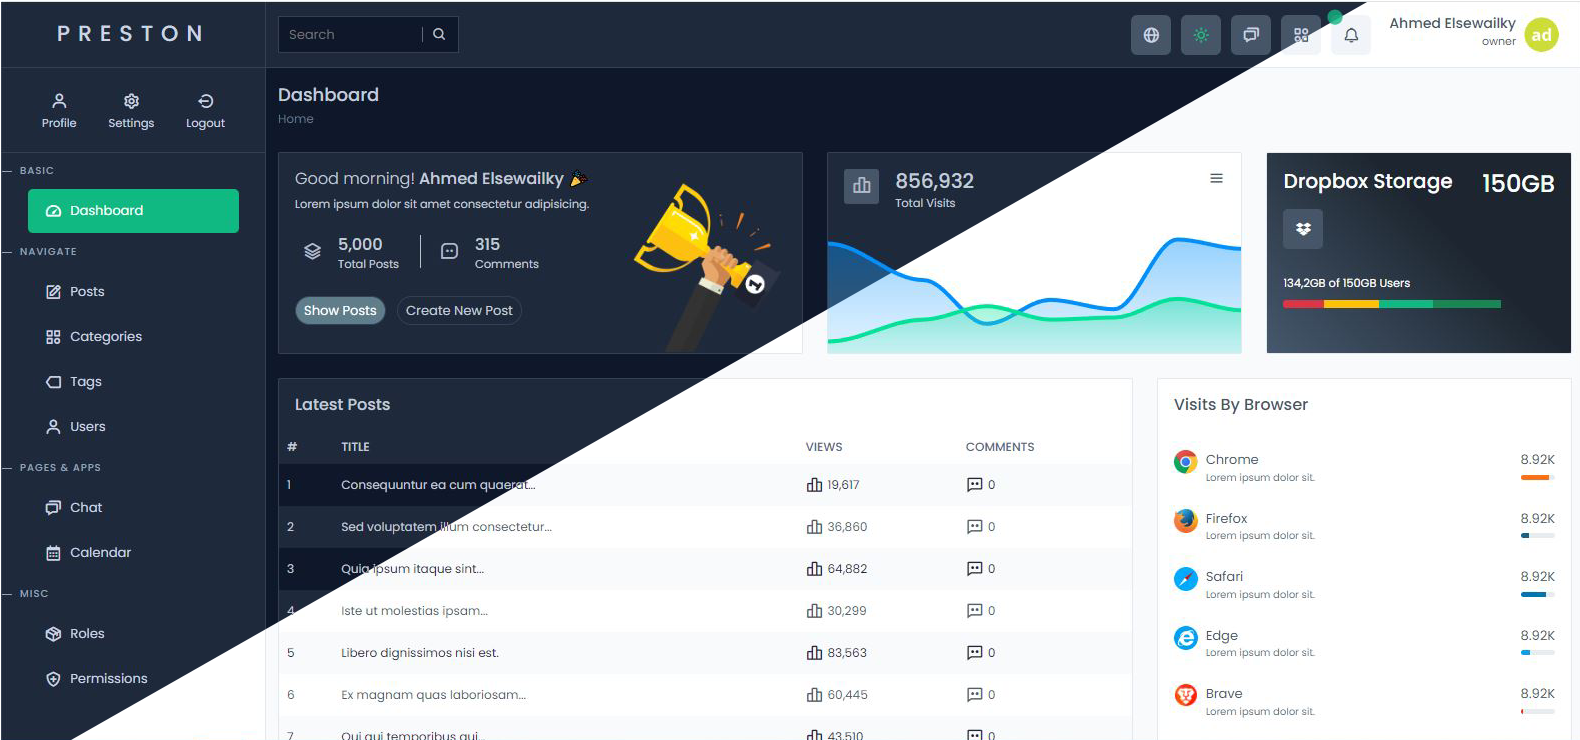 PRESTON
Search
Ahmed Elsewailky
owner
ad
Profile
Settings
Logout
BASIC
Dashboard
NAVIGATE
Posts
Categories
Tags
Users
PAGES & APPS
Chat
Calendar
MISC
Roles
Permissions
Dashboard
Home
Good morning! Ahmed Elsewailky
Lorem ipsum dolor sit amet consectetur adipisicing.
5,000
Total Posts
315
Comments
Show Posts
Create New Post
1
856,932
Total Visits
Dropbox Storage 150GB
134,2GB of 150GB Users
Latest Posts
# TITLE VIEWS COMMENTS
1 Consequuntur ea cum quaerat... 19,617 0
2 Sed voluptatem illum consectetur... 36,860 0
3 Quia ipsum itaque sint... 64,882 0
4 Iste ut molestias ipsam... 30,299 0
5 Libero dignissimos nisi est. 83,563 0
6 Ex magnam quas laboriosam... 60,445 0
7 Qui qui temporibus qui... 43,510 0
Visits By Browser
Chrome 8.92K
Lorem ipsum dolor sit.
Firefox 8.92K
Lorem ipsum dolor sit.
Safari 8.92K
Lorem ipsum dolor sit.
Edge 8.92K
Lorem ipsum dolor sit.
Brave 8.92K
Lorem ipsum dolor sit.